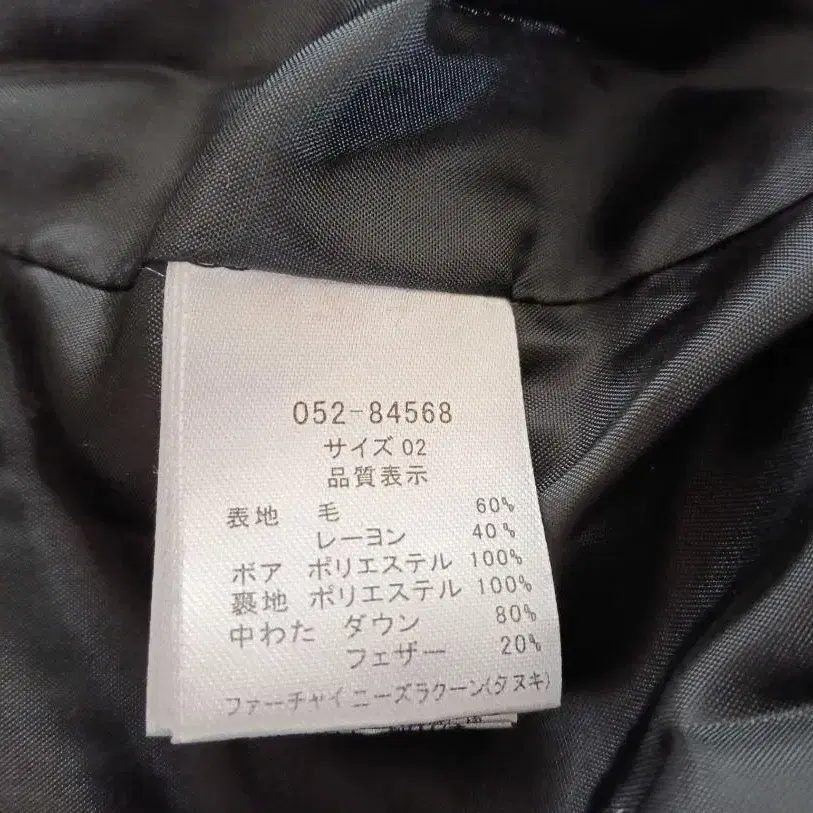 052-84568
サイズ 02
品質表示
表地 毛 60%
レーヨン 40%
ボア ポリエステル 100%
裏地 ポリエステル 100%
中わた ダウン 80%
フェザー 20%
ファーチャイニーズラクーン(タヌキ)